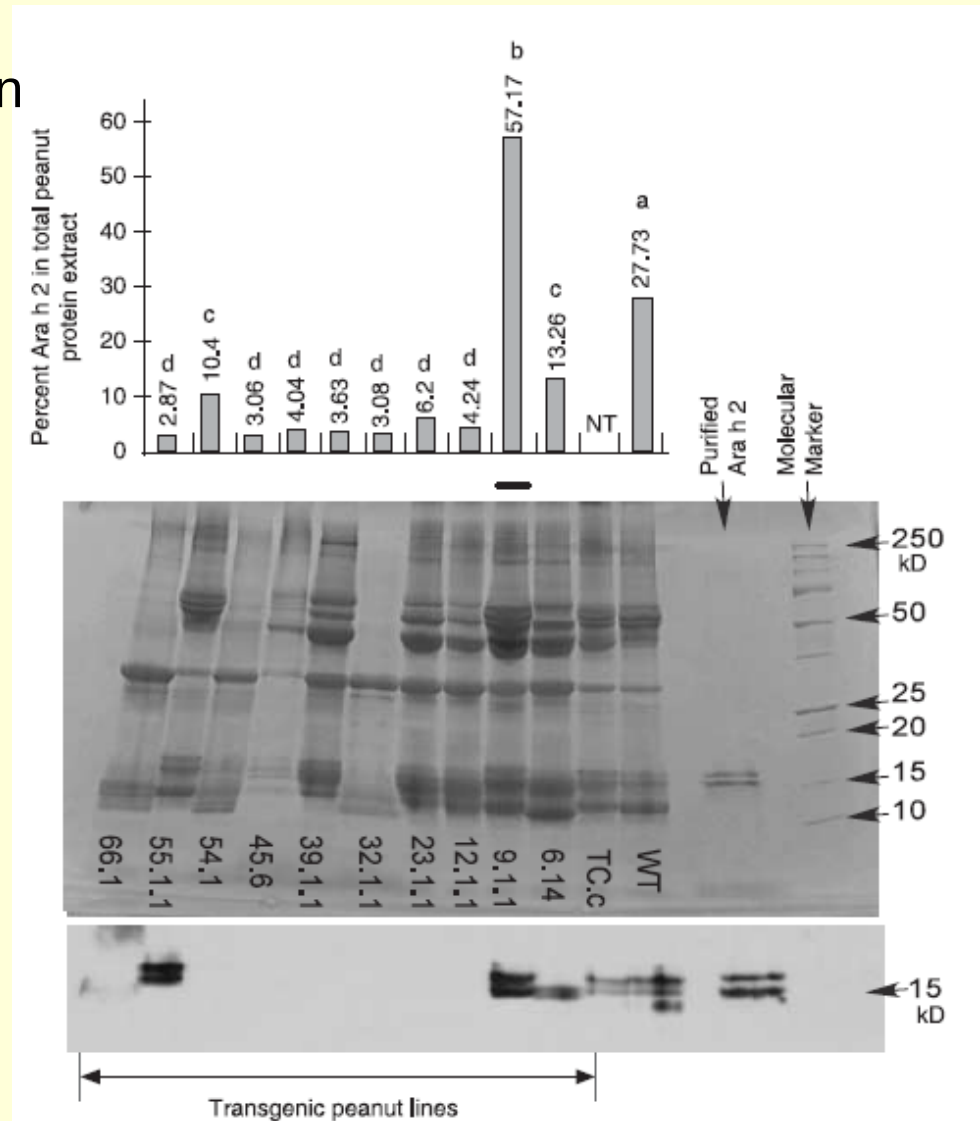 n
Percent Ara h 2 in total peanut
protein extract
60
50
40
30
20
10
0
2.87 d
10.4 c
3.06 d
4.04 d
3.63 d
3.08 d
6.2 d
4.24 d
57.17 b
13.26 c
NT
27.73 a
Purified
Ara h 2
Molecular
Marker
250
kD
50
25
20
15
10
66.1
55.1.1
54.1
45.6
39.1.1
32.1.1
23.1.1
12.1.1
9.1.1
6.14
TC.c
WT
15
kD
Transgenic peanut lines